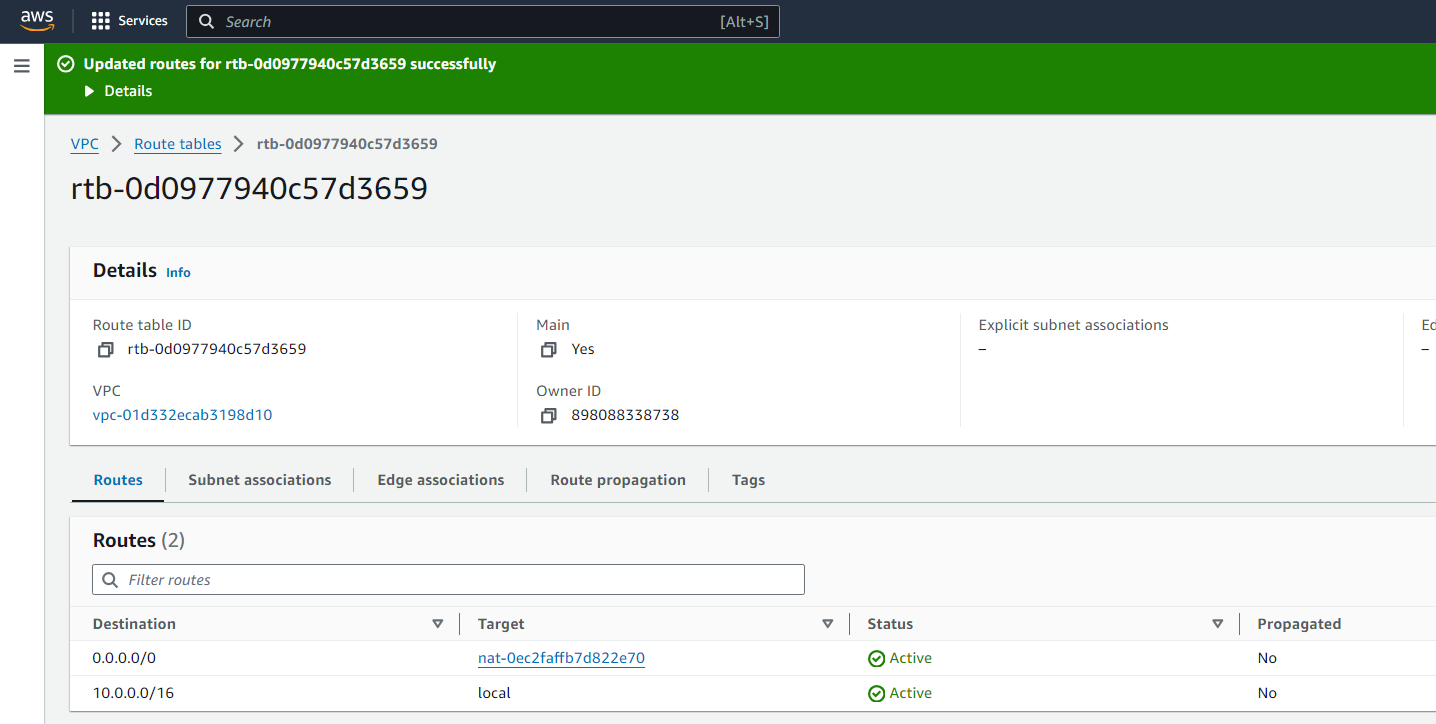 aws Services Search [Alt+S]
Updated routes for rtb-0d0977940c57d3659 successfully
Details
VPC Route tables rtb-0d0977940c57d3659
rtb-0d0977940c57d3659
Details Info
Route table ID Main Explicit subnet associations Ed
rtb-0d0977940c57d3659 Yes – –
VPC Owner ID
vpc-01d332ecab3198d10 898088338738
Routes Subnet associations Edge associations Route propagation Tags
Routes (2)
Filter routes
Destination Target Status Propagated
0.0.0.0/0 nat-0ec2faffb7d822e70 Active No
10.0.0.0/16 local Active No